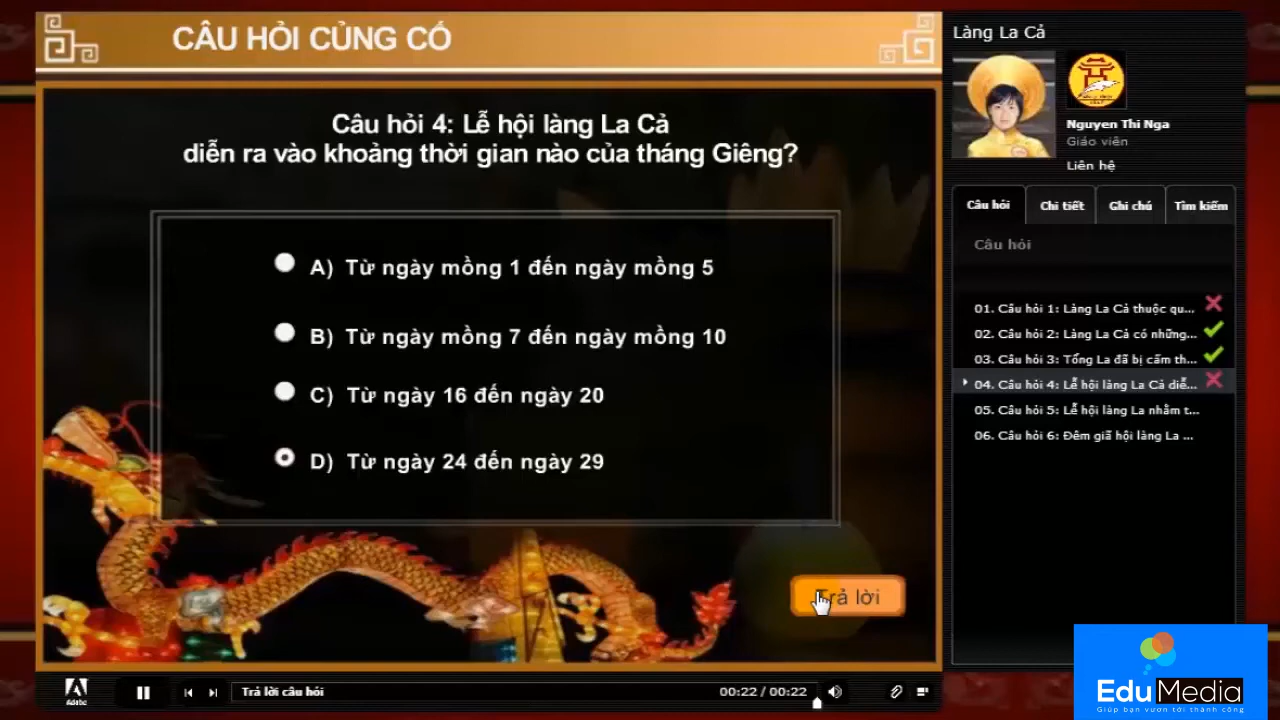 CÂU HỎI CỦNG CỐ
Câu hỏi 4: Lễ hội làng La Cả
diễn ra vào khoảng thời gian nào của tháng Giêng?
A) Từ ngày mồng 1 đến ngày mồng 5
B) Từ ngày mồng 7 đến ngày mồng 10
C) Từ ngày 16 đến ngày 20
D) Từ ngày 24 đến ngày 29
Trả lời
Làng La Cả
Nguyen Thi Nga
Giáo viên
Liên hệ
Câu hỏi Chi tiết Ghi chú Tìm kiếm
Câu hỏi
01. Câu hỏi 1: Làng La Cả thuộc qu...
02. Câu hỏi 2: Làng La Cả có những...
03. Câu hỏi 3: Tổng La đã bị cấm th...
04. Câu hỏi 4: Lễ hội làng La Cả diễ...
05. Câu hỏi 5: Lễ hội làng La nhằm t...
06. Câu hỏi 6: Đêm giã hội làng La ...
Adobe
Trả lời câu hỏi
00:22 / 00:22
EduMedia
Giúp bạn vươn tới thành công